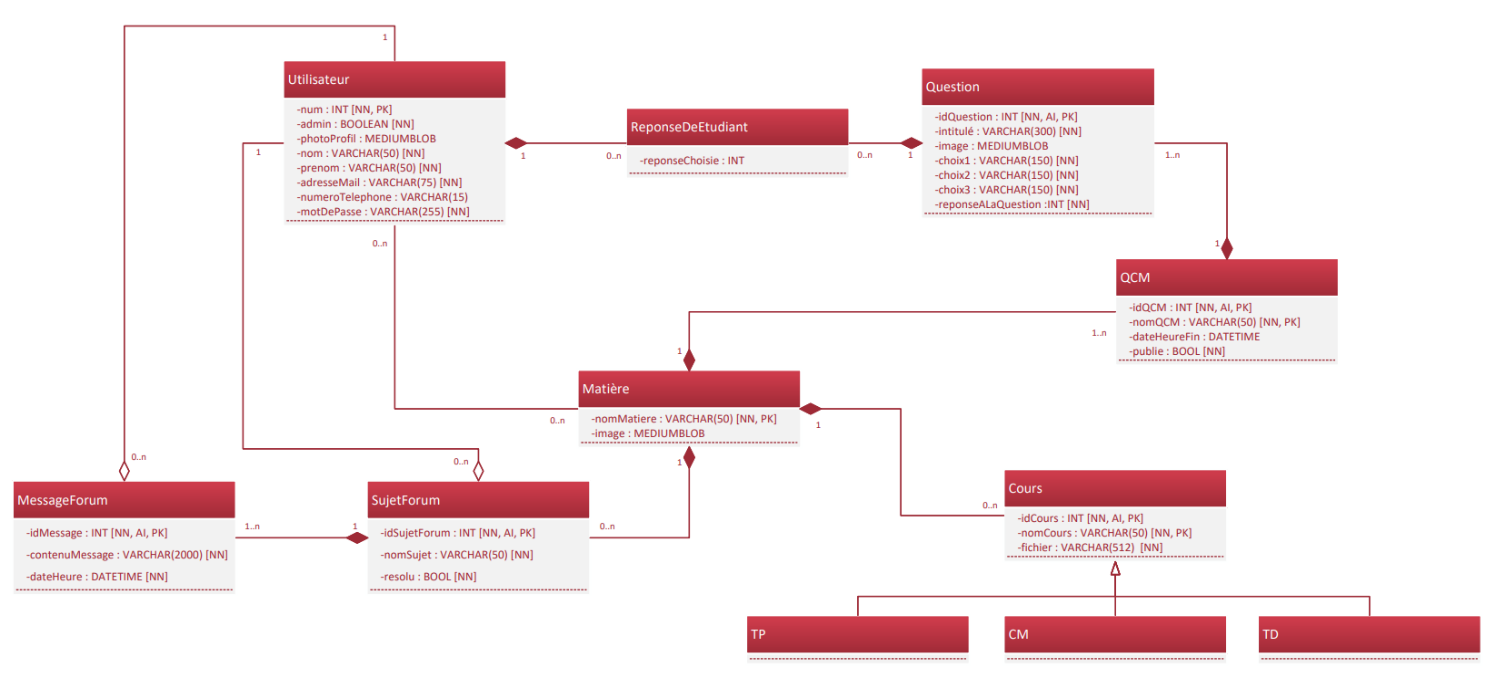 1
Utilisateur
-num : INT [NN, PK]
-admin : BOOLEAN [NN]
-photoProfil : MEDIUMBLOB
-nom : VARCHAR(50) [NN]
-prenom : VARCHAR(50) [NN]
-adresseMail : VARCHAR(75) [NN]
-numeroTelephone : VARCHAR(15)
-motDePasse : VARCHAR(255) [NN]
1
1
0..n
ReponseDeEtudiant
-reponseChoisie : INT
0..n
1
Question
-idQuestion : INT [NN, AI, PK]
-intitulé : VARCHAR(300) [NN]
-image : MEDIUMBLOB
-choix1 : VARCHAR(150) [NN]
-choix2 : VARCHAR(150) [NN]
-choix3 : VARCHAR(150) [NN]
-reponseALaQuestion :INT [NN]
1..n
0..n
1
QCM
-idQCM : INT [NN, AI, PK]
-nomQCM : VARCHAR(50) [NN, PK]
-dateHeureFin : DATETIME
-publie : BOOL [NN]
1..n
1
Matière
-nomMatiere : VARCHAR(50) [NN, PK]
-image : MEDIUMBLOB
0..n
1
1
0..n
0..n
MessageForum
-idMessage : INT [NN, AI, PK]
-contenuMessage : VARCHAR(2000) [NN]
-dateHeure : DATETIME [NN]
1..n
1
SujetForum
-idSujetForum : INT [NN, AI, PK]
-nomSujet : VARCHAR(50) [NN]
-resolu : BOOL [NN]
0..n
0..n
Cours
-idCours : INT [NN, AI, PK]
-nomCours : VARCHAR(50) [NN, PK]
-fichier : VARCHAR(512) [NN]
TP
CM
TD